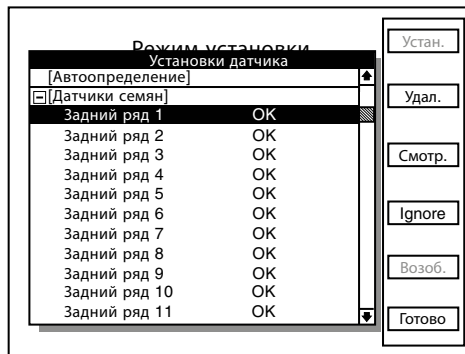 Режим установки
Установки датчика
[Автоопределение]
[Датчики семян]
Задний ряд 1 OK
Задний ряд 2 OK
Задний ряд 3 OK
Задний ряд 4 OK
Задний ряд 5 OK
Задний ряд 6 OK
Задний ряд 7 OK
Задний ряд 8 OK
Задний ряд 9 OK
Задний ряд 10 OK
Задний ряд 11 OK
Устан.
Удал.
Смотр.
Ignore
Возоб.
Готово